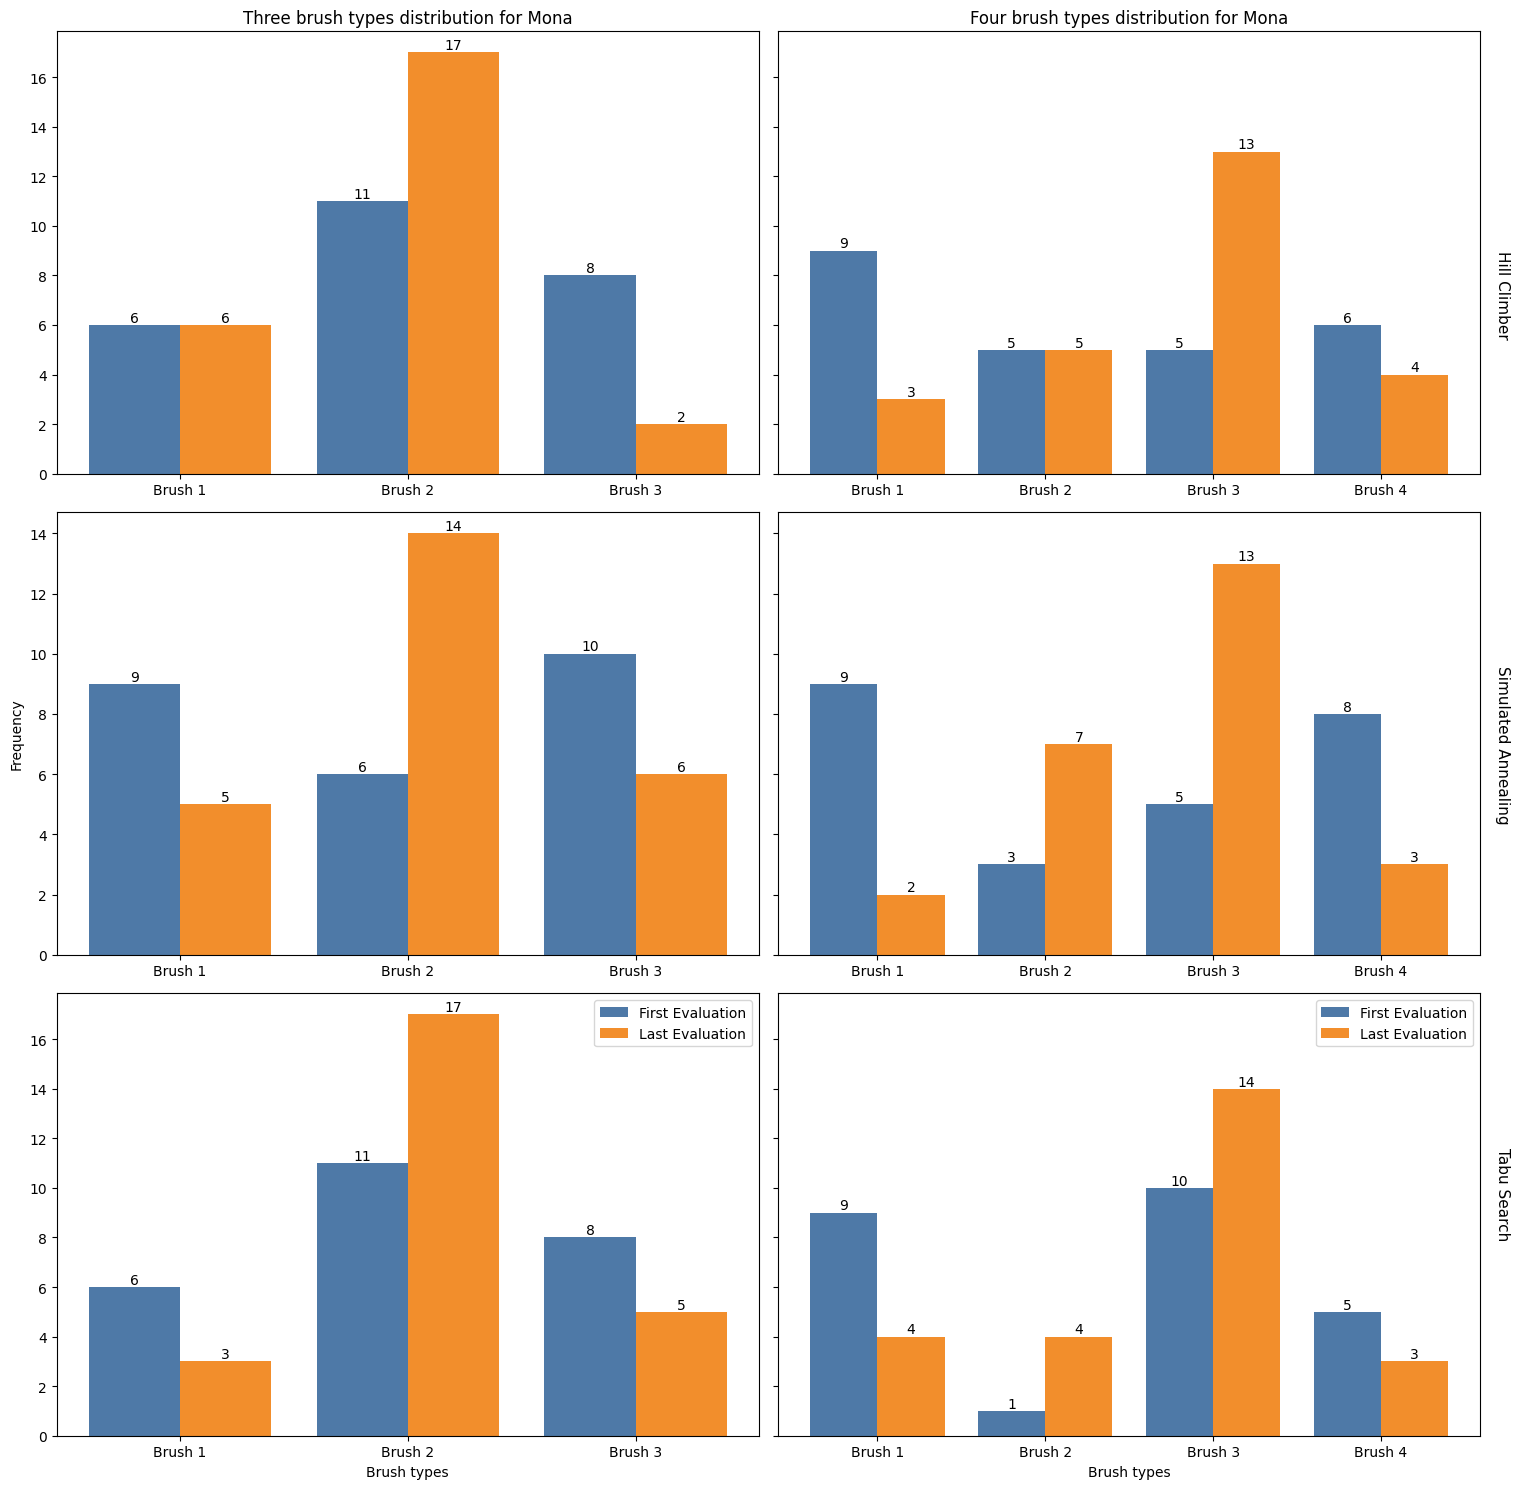 Three brush types distribution for Mona
Four brush types distribution for Mona
16
14
12
10
8
6
4
2
0
6
6
11
17
8
2
Brush 1
Brush 2
Brush 3
9
3
5
5
5
13
6
4
Brush 1
Brush 2
Brush 3
Brush 4
Hill Climber
Frequency
14
12
10
8
6
4
2
0
9
5
6
14
10
6
Brush 1
Brush 2
Brush 3
9
2
3
7
5
13
8
3
Brush 1
Brush 2
Brush 3
Brush 4
Simulated Annealing
16
14
12
10
8
6
4
2
0
6
3
11
17
8
5
First Evaluation
Last Evaluation
Brush 1
Brush 2
Brush 3
Brush types
9
4
1
4
10
14
5
3
First Evaluation
Last Evaluation
Brush 1
Brush 2
Brush 3
Brush 4
Brush types
Tabu Search